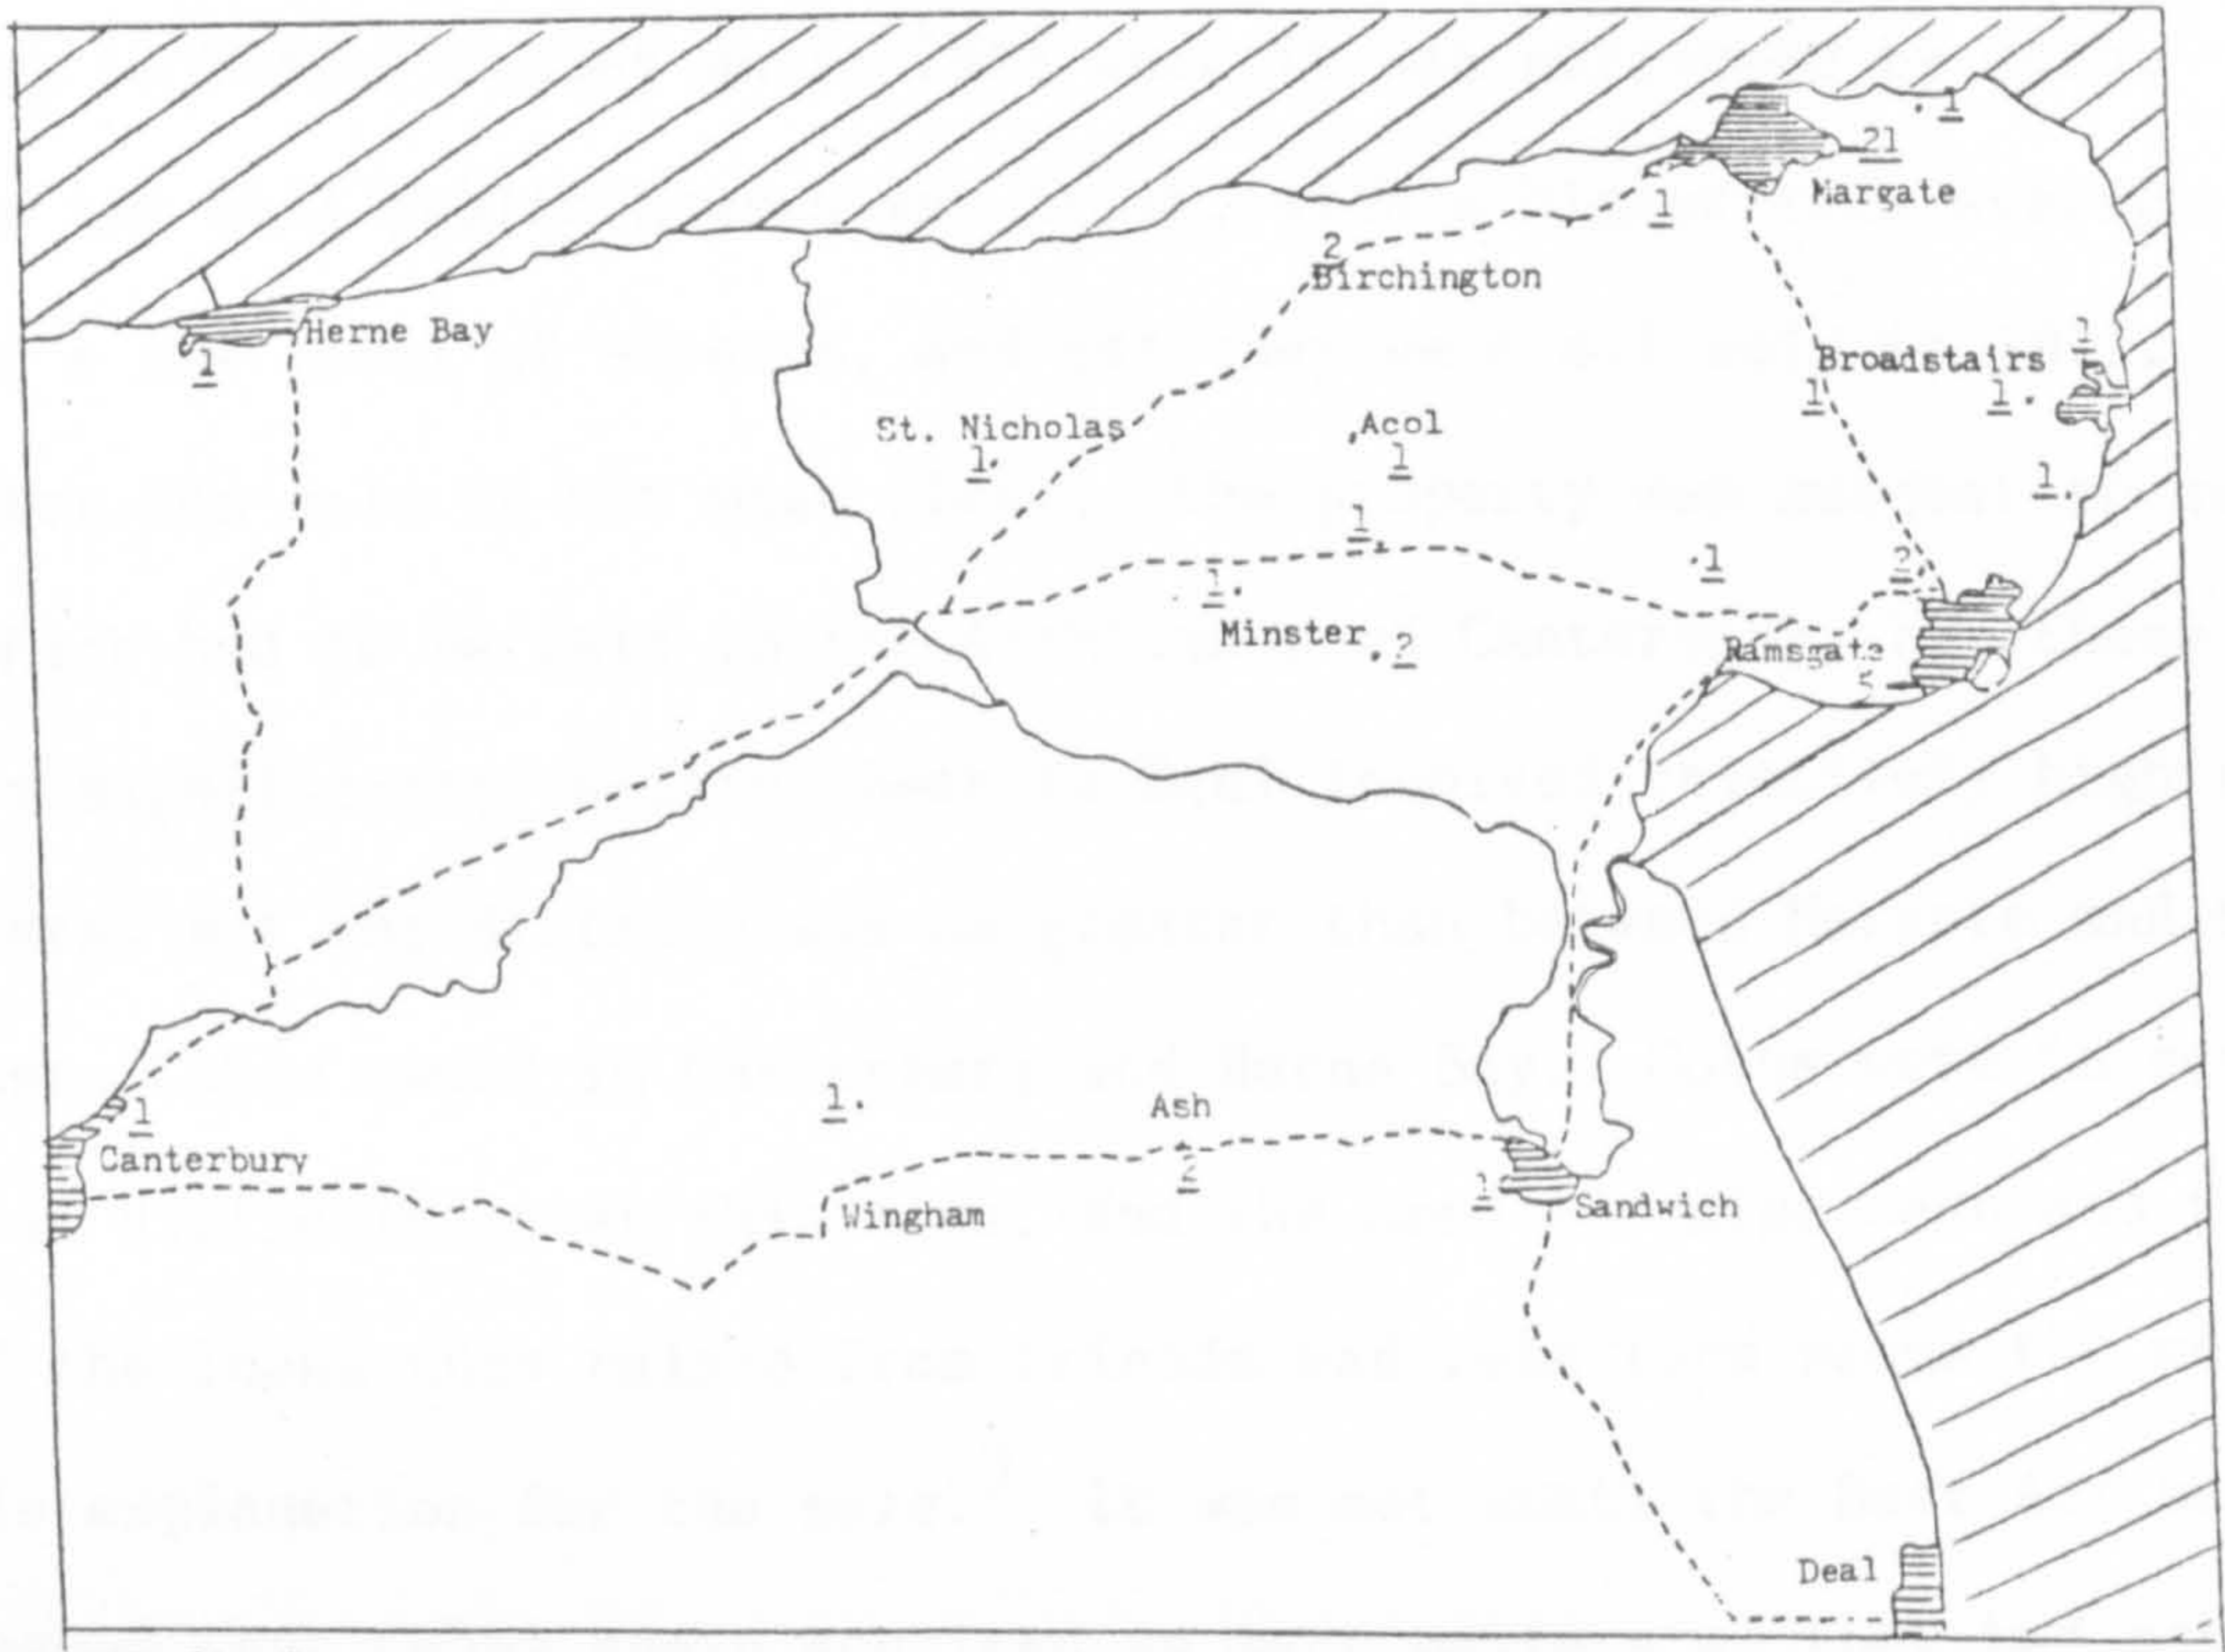 1
21
Margate
1
2
Birchington
Herne Bay
1
1
Broadstairs
1
1
St. Nicholas
1
Acol
1
1
1
1
1
2
Minster
2
Ramsgate
5
1
Ash
1
Canterbury
2
1
Wingham
Sandwich
Deal